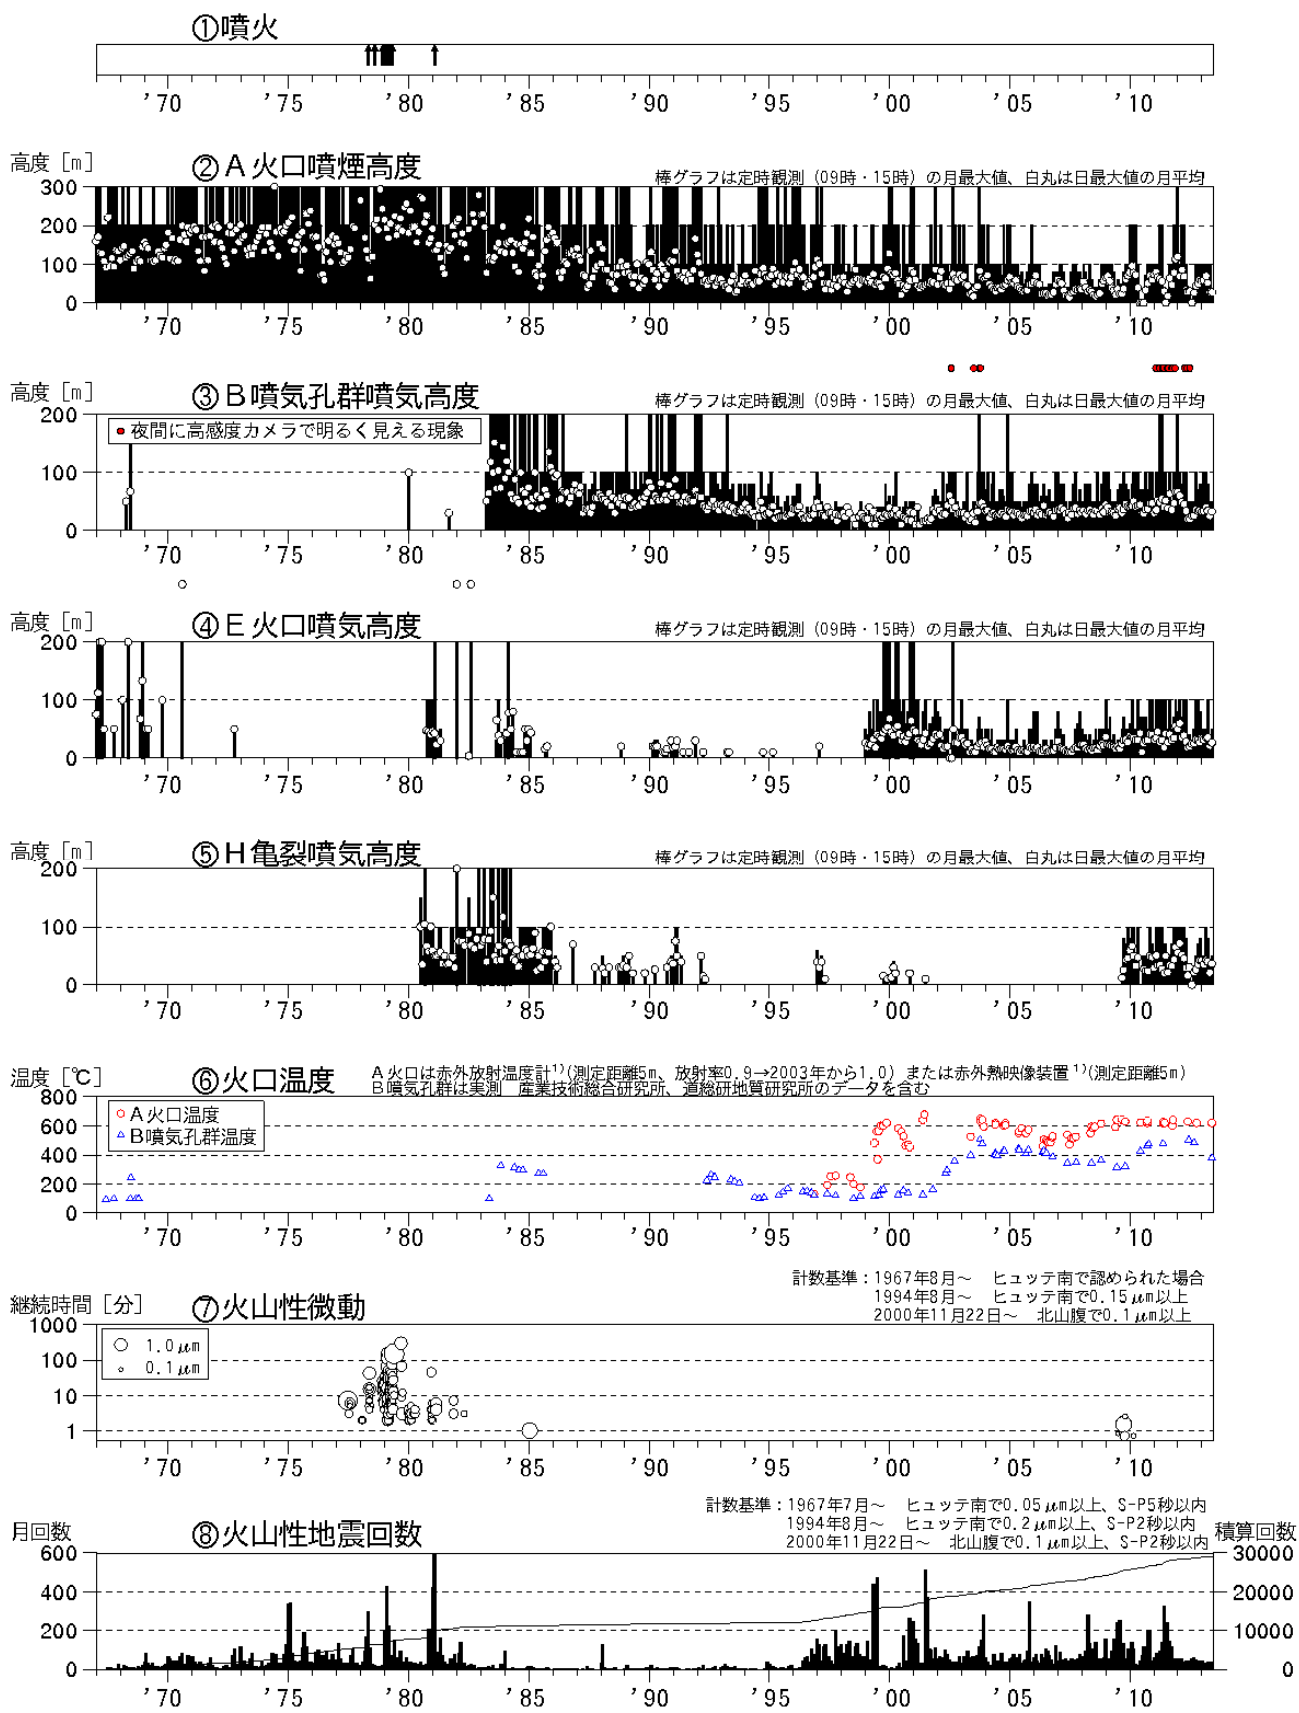 ①噴火
'70 '75 '80 '85 '90 '95 '00 '05 '10
高度［m］
②A火口噴煙高度
棒グラフは定時観測（09時・15時）の月最大値、白丸は日最大値の月平均
300
200
100
0
'70 '75 '80 '85 '90 '95 '00 '05 '10
高度［m］
③B噴気孔群噴気高度
棒グラフは定時観測（09時・15時）の月最大値、白丸は日最大値の月平均
200
夜間に高感度カメラで明るく見える現象
100
0
'70 '75 '80 '85 '90 '95 '00 '05 '10
高度［m］
④E火口噴気高度
棒グラフは定時観測（09時・15時）の月最大値、白丸は日最大値の月平均
200
100
0
'70 '75 '80 '85 '90 '95 '00 '05 '10
高度［m］
⑤H亀裂噴気高度
棒グラフは定時観測（09時・15時）の月最大値、白丸は日最大値の月平均
200
100
0
'70 '75 '80 '85 '90 '95 '00 '05 '10
温度［℃］
⑥火口温度
A火口は赤外放射温度計1)(測定距離5m、放射率0.9→2003年から1.0）または赤外熱映像装置1)(測定距離5m)
B噴気孔群は実測　産業技術総合研究所、道総研地質研究所のデータを含む
800
A火口温度
600
B噴気孔群温度
400
200
0
'70 '75 '80 '85 '90 '95 '00 '05 '10
計数基準：1967年8月～　ヒュッテ南で認められた場合
1994年8月～　ヒュッテ南で0.15μm以上
2000年11月22日～　北山腹で0.1μm以上
継続時間［分］
⑦火山性微動
1000
1.0μm
0.1μm
100
10
1
'70 '75 '80 '85 '90 '95 '00 '05 '10
計数基準：1967年7月～　ヒュッテ南で0.05μm以上、S-P5秒以内
1994年8月～　ヒュッテ南で0.2μm以上、S-P2秒以内
2000年11月22日～　北山腹で0.1μm以上、S-P2秒以内
月回数
⑧火山性地震回数
積算回数
600 30000
400 20000
200 10000
0 0
'70 '75 '80 '85 '90 '95 '00 '05 '10